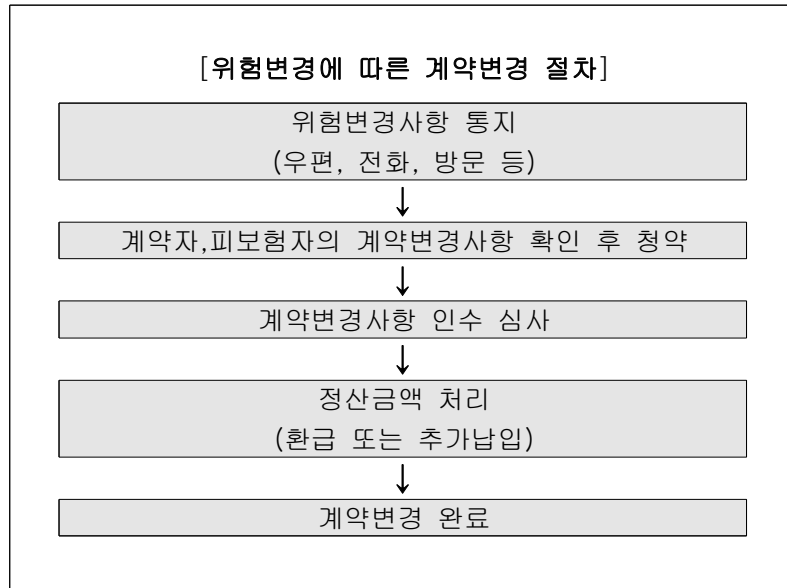 [위험변경에 따른 계약변경 절차]
위험변경사항 통지
(우편, 전화, 방문 등)
계약자,피보험자의 계약변경사항 확인 후 청약
계약변경사항 인수 심사
정산금액 처리
(환급 또는 추가납입)
계약변경 완료